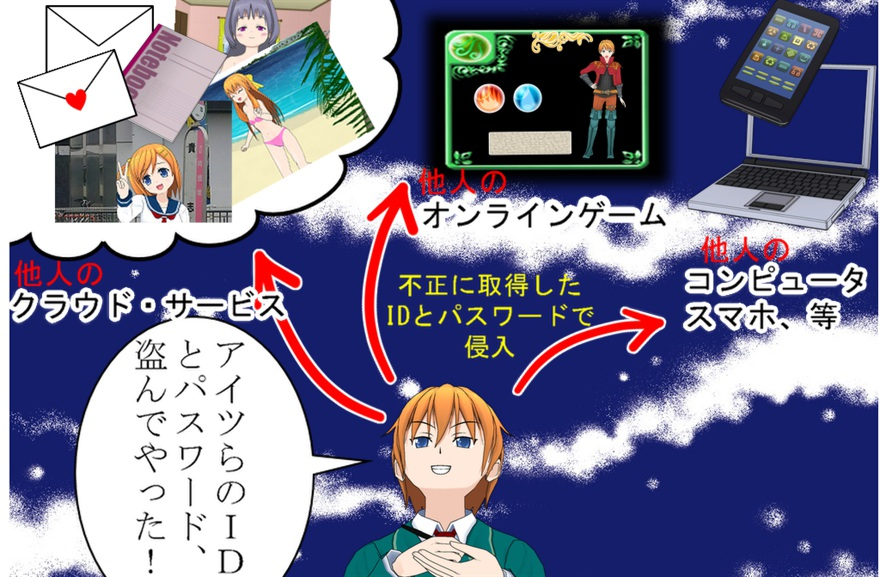 Noteboo
他人の
オンラインゲーム
他人の
コンピュータ
スマホ、等
他人の
クラウド・サービス
不正に取得した
IDとパスワードで
侵入
アイツらのID
とパスワード、
盗んでやった!